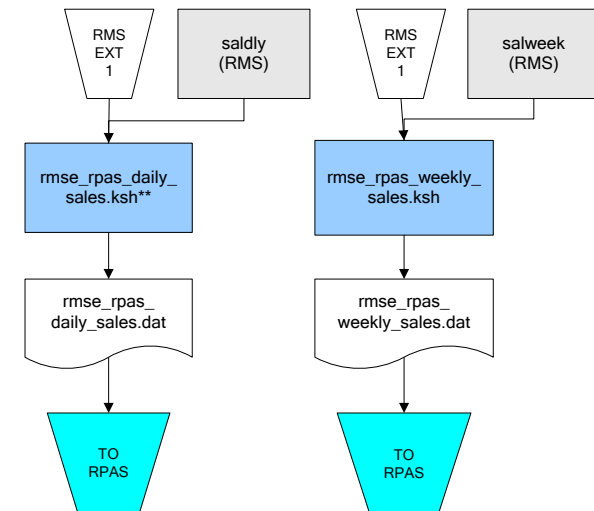 RMS
EXT
1
saldly
(RMS)
RMS
EXT
1
salweek
(RMS)
rmse_rpas_daily_
sales.ksh**
rmse_rpas_weekly_
sales.ksh
rmse_rpas_
daily_sales.dat
rmse_rpas_
weekly_sales.dat
TO
RPAS
TO
RPAS